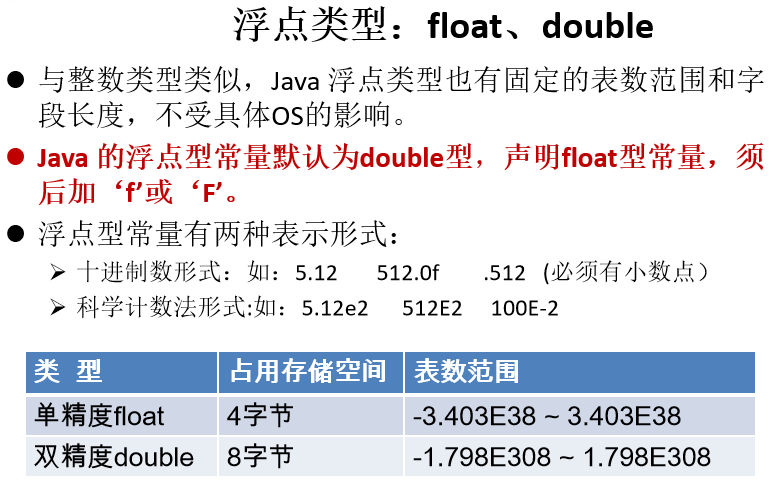 浮点类型：float、double
与整数类型类似，Java 浮点类型也有固定的表数范围和字
段长度，不受具体OS的影响。
Java 的浮点型常量默认为double型，声明float型常量，须
后加‘f’或‘F’。
浮点型常量有两种表示形式：
十进制数形式：如：5.12 512.0f .512 (必须有小数点）
科学计数法形式:如：5.12e2 512E2 100E-2
类 型 占用存储空间 表数范围
单精度float 4字节 -3.403E38 ~ 3.403E38
双精度double 8字节 -1.798E308 ~ 1.798E308